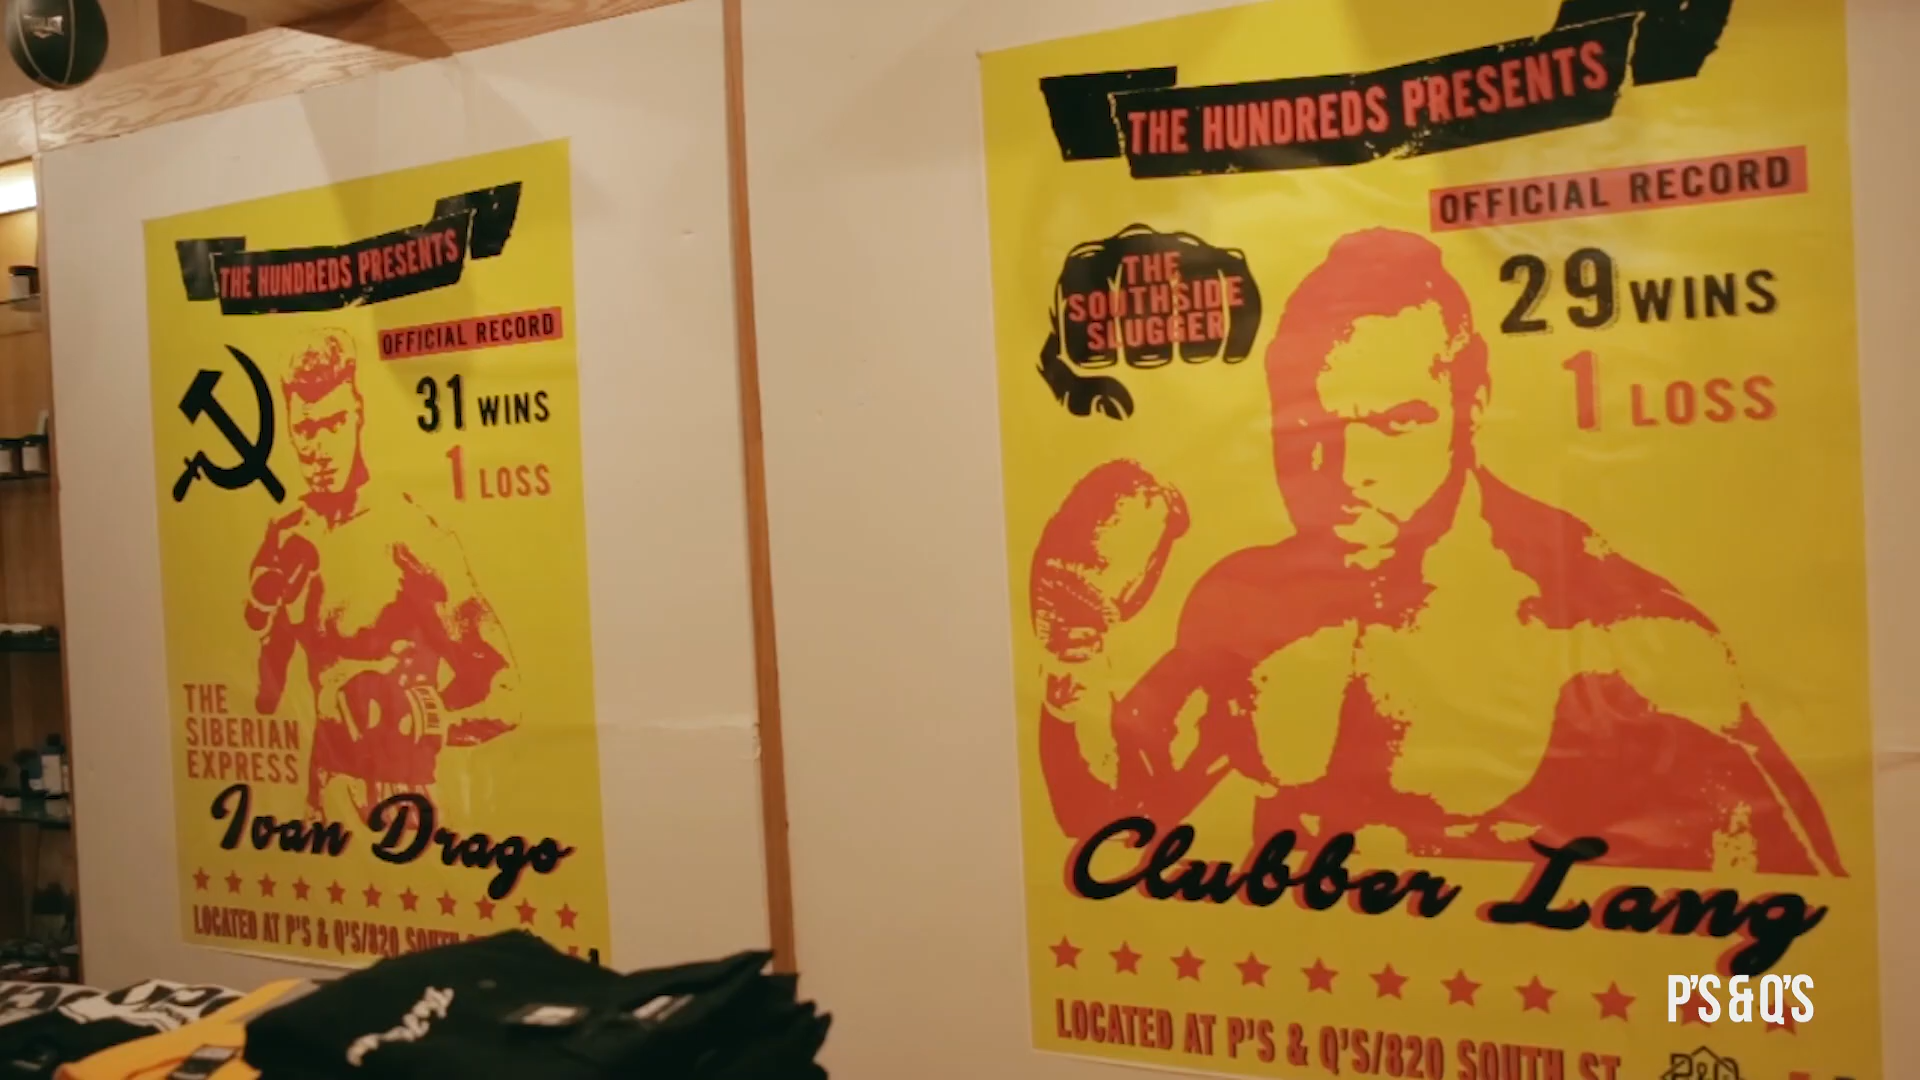 THE HUNDREDS PRESENTS
OFFICIAL RECORD
31 WINS
1 LOSS
THE
SIBERIAN
EXPRESS
Ivan Drago
LOCATED AT P'S & Q'S/820 SOUTH
THE HUNDREDS PRESENTS
OFFICIAL RECORD
THE
SOUTHSIDE
SLUGGER
29 WINS
1 LOSS
Clubber Lang
LOCATED AT P'S & Q'S/820 SOUTH ST
P'S & Q'S